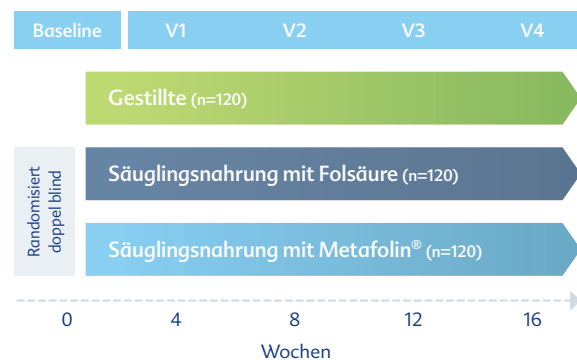 Baseline V1 V2 V3 V4
Gestillte (n=120)
Randomisiert
doppel blind
Säuglingsnahrung mit Folsäure (n=120)
Säuglingsnahrung mit Metafolin® (n=120)
0 4 8 12 16
Wochen